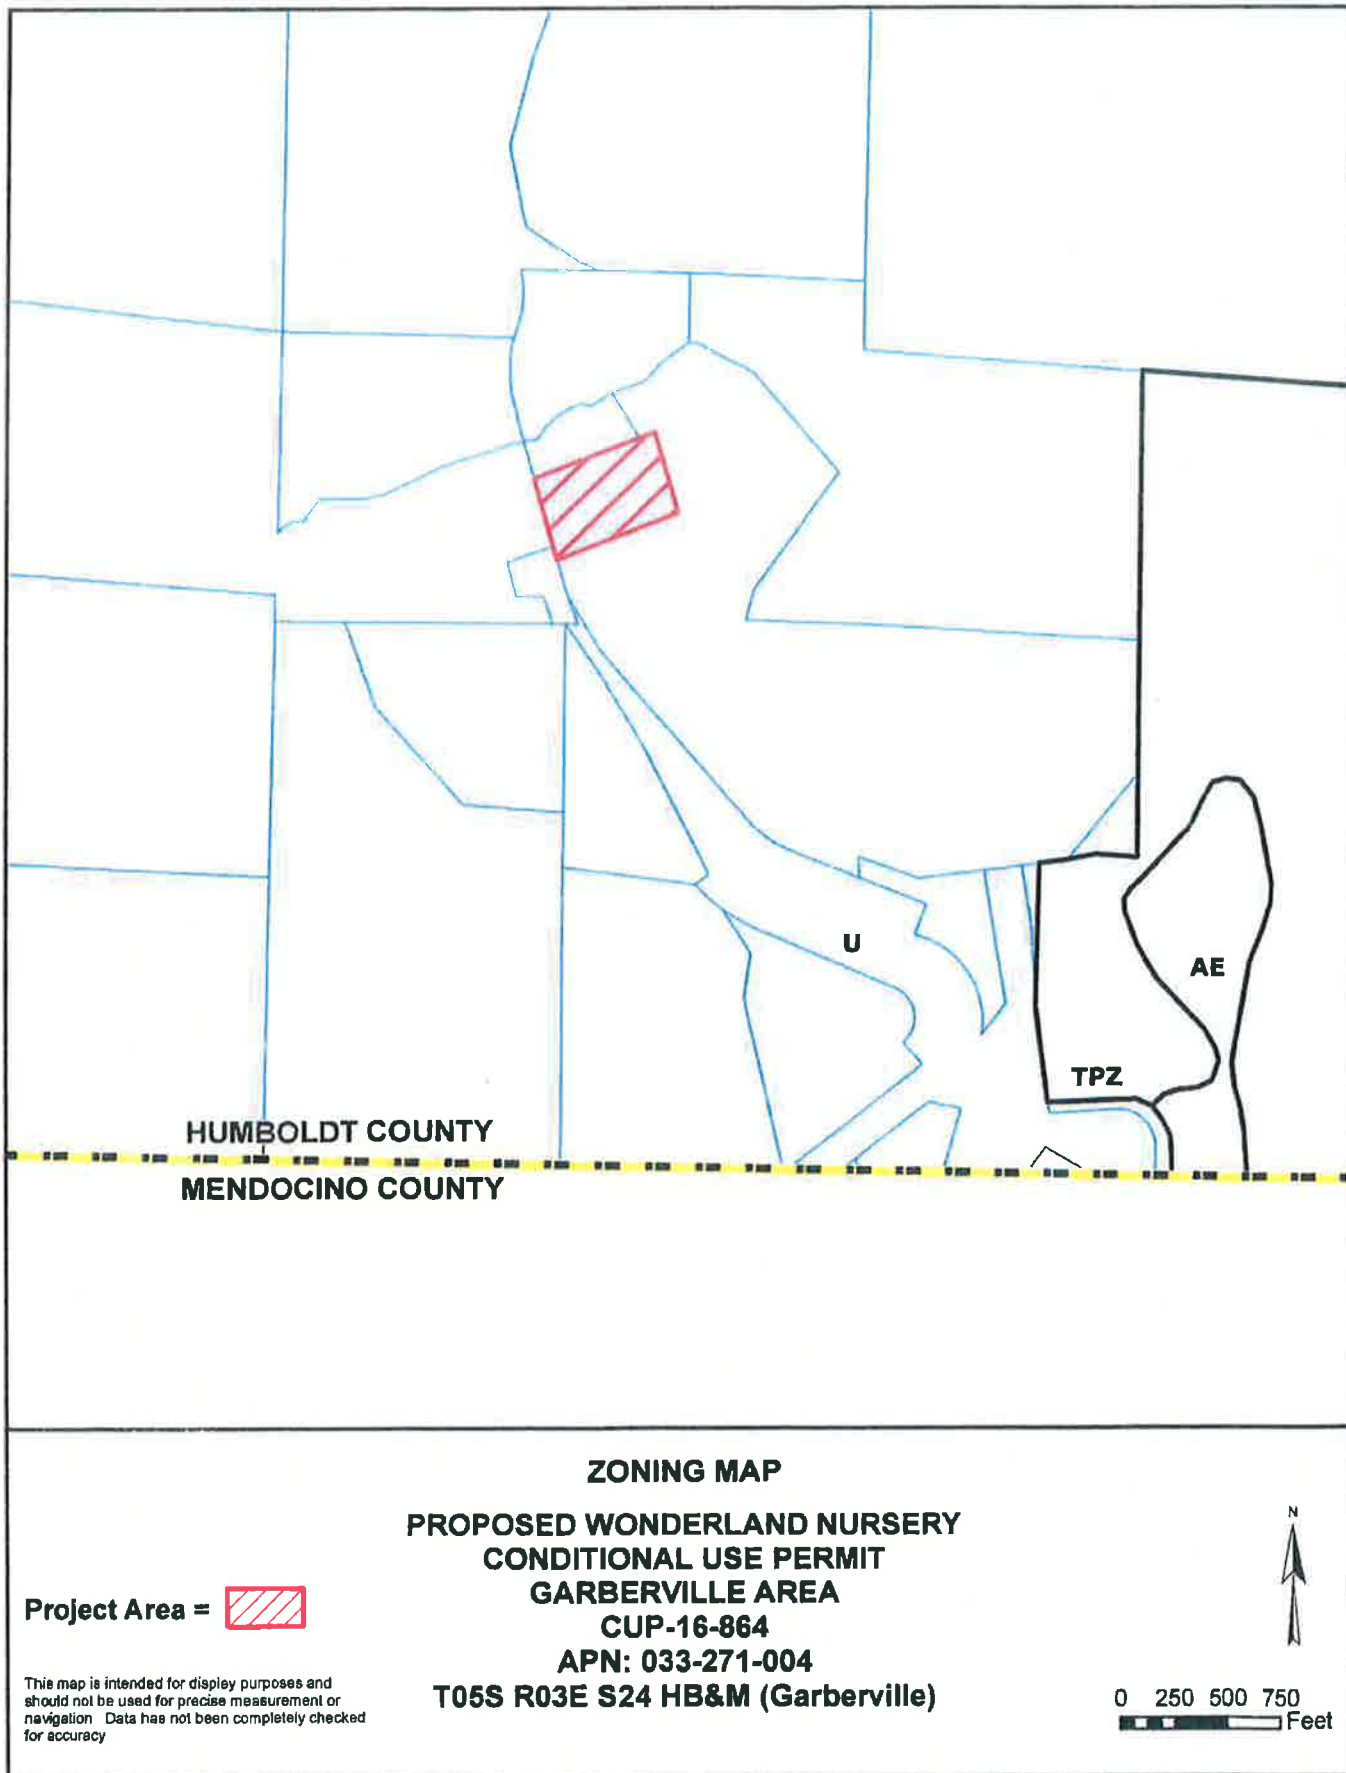 U
AE
TPZ
HUMBOLDT COUNTY
MENDOCINO COUNTY
ZONING MAP
PROPOSED WONDERLAND NURSERY
CONDITIONAL USE PERMIT
GARBERVILLE AREA
CUP-16-864
APN: 033-271-004
T05S R03E S24 HB&M (Garberville)
Project Area =
This map is intended for display purposes and
should not be used for precise measurement or
navigation Data has not been completely checked
for accuracy
N
0 250 500 750
Feet